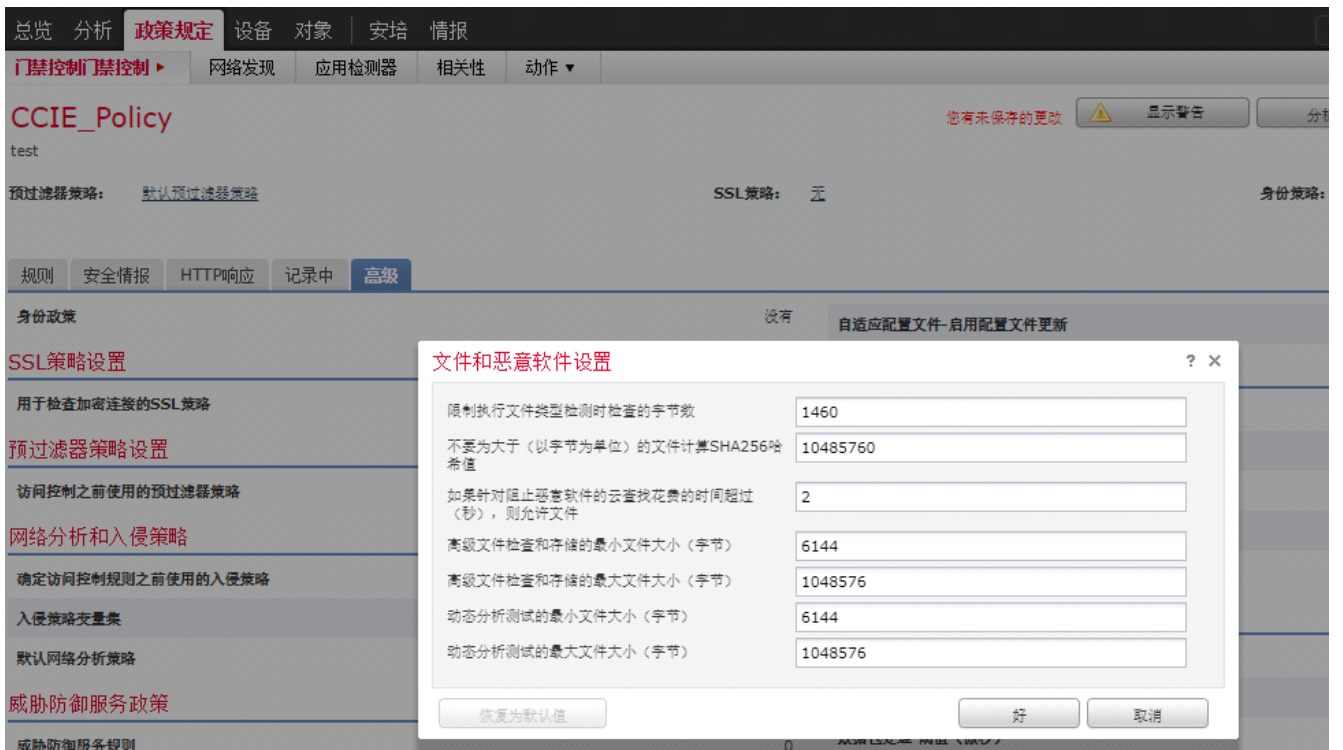 总览 分析 政策规定 设备 对象 安培 情报
门禁控制门禁控制 ▸ 网络发现 应用检测器 相关性 动作 ▼
CCIE_Policy
您有未保存的更改 显示警告
test
预过滤器策略: 默认预过滤器策略 SSL策略: 无 身份策略:
规则 安全情报 HTTP响应 记录中 高级
身份政策 没有 自适应配置文件-启用配置文件更新
SSL策略设置
用于检查加密连接的SSL策略
预过滤器策略设置
访问控制之前使用的预过滤器策略
网络分析和入侵策略
确定访问控制规则之前使用的入侵策略
入侵策略变量集
默认网络分析策略
威胁防御服务政策
威胁防御服务规则 0
文件和恶意软件设置 ? ×
限制执行文件类型检测时检查的字节数 1460
不要为大于（以字节为单位）的文件计算SHA256哈 10485760
希值
如果针对阻止恶意软件的云查找花费的时间超过 2
（秒），则允许文件
高级文件检查和存储的最小文件大小（字节） 6144
高级文件检查和存储的最大文件大小（字节） 1048576
动态分析测试的最小文件大小（字节） 6144
动态分析测试的最大文件大小（字节） 1048576
恢复为默认值 好 取消